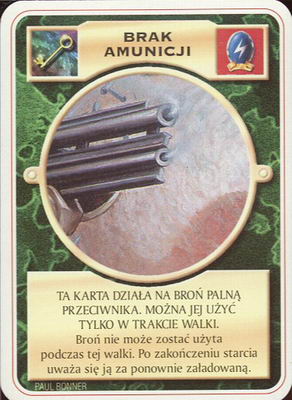 BRAK
AMUNICJI
TA KARTA DZIAŁA NA BROŃ PALNĄ
PRZECIWNIKA. MOŻNA JEJ UŻYĆ
TYLKO W TRAKCIE WALKI.
Broń nie może zostać użyta
podczas tej walki. Po zakończeniu starcia
uważa się ją za ponownie załadowaną.
PAUL BONNER